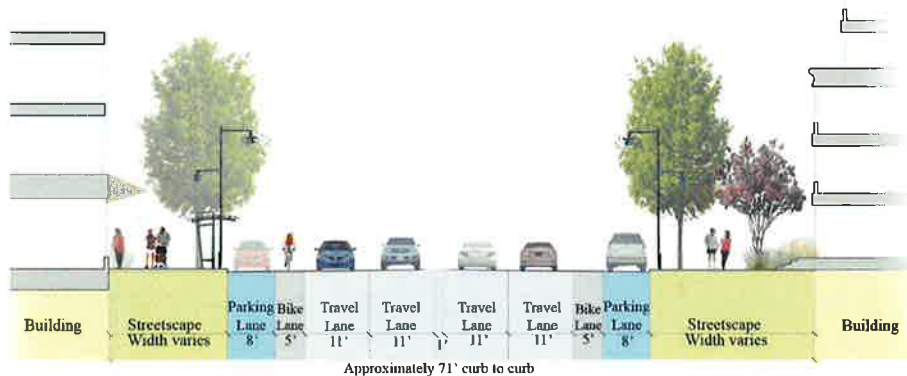 Building
Streetscape
Width varies
Parking
Lane
8'
Bike
Lane
5'
Travel
Lane
11'
Travel
Lane
11'
1'
Travel
Lane
11'
Travel
Lane
11'
Bike
Lane
5'
Parking
Lane
8'
Streetscape
Width varies
Building
Approximately 71' curb to curb